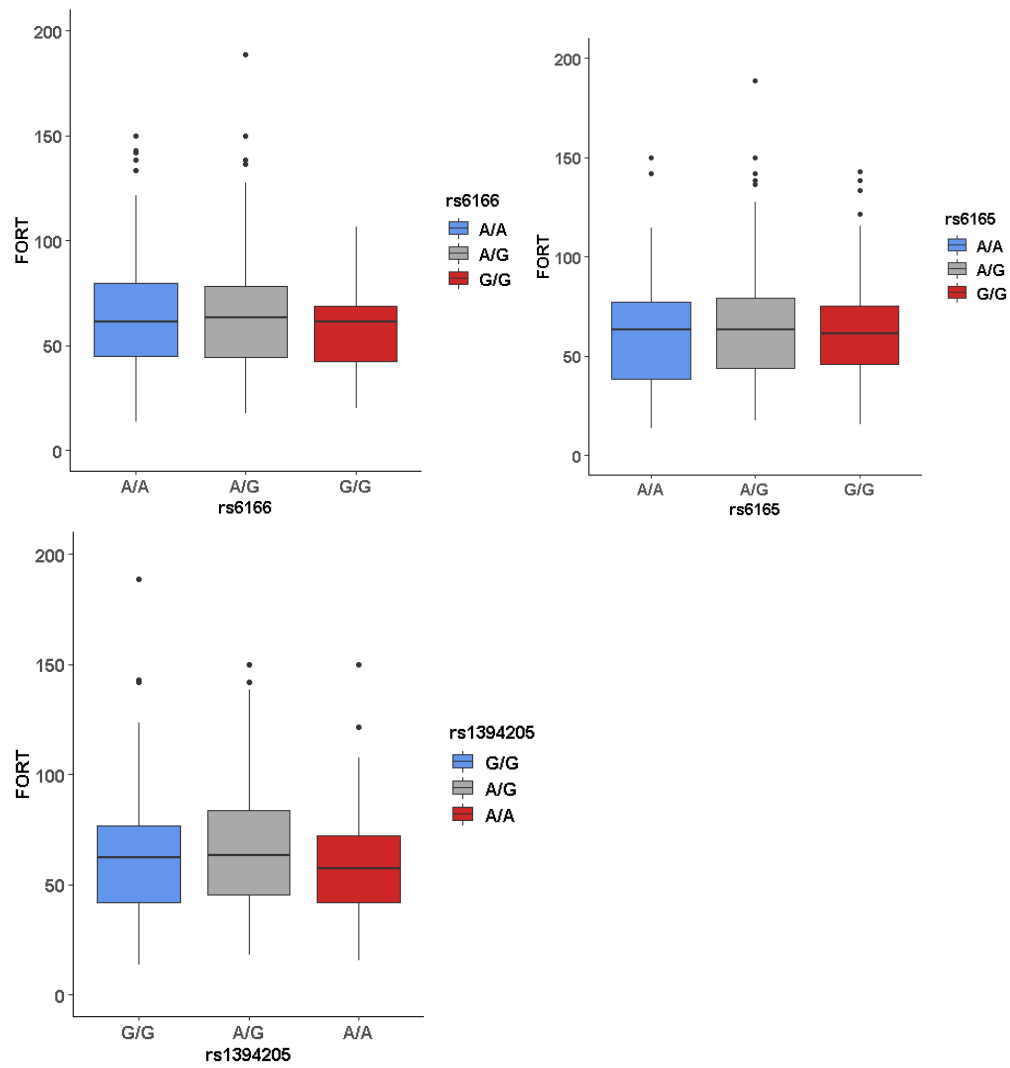 200
150
100
50
0
FORT
A/A A/G G/G
rs6166
rs6166
A/A
A/G
G/G
200
150
100
50
0
FORT
A/A A/G G/G
rs6165
rs6165
A/A
A/G
G/G
200
150
100
50
0
FORT
G/G A/G A/A
rs1394205
rs1394205
G/G
A/G
A/A